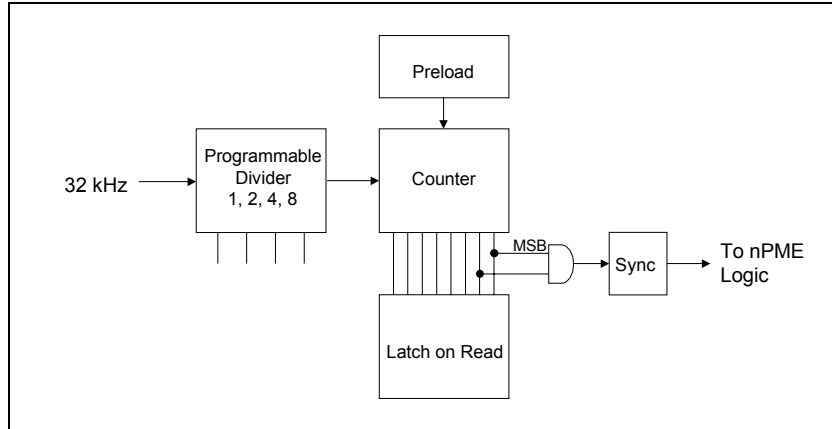 Preload
Programmable
Divider
1, 2, 4, 8
32 kHz
Counter
MSB
Sync
To nPME
Logic
Latch on Read